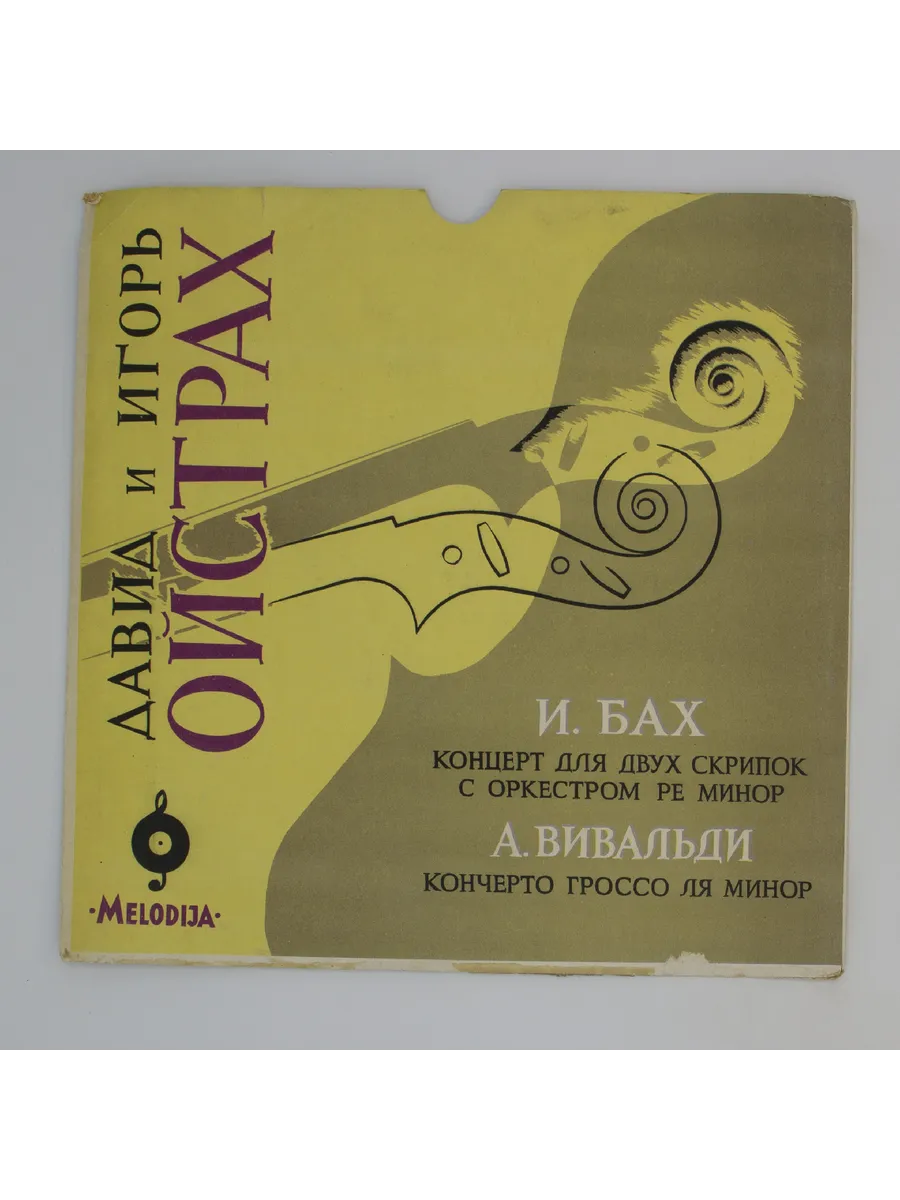 ДАВИД и ИГОРЬ
ОЙСТРАХ
И. БАХ
КОНЦЕРТ ДЛЯ ДВУХ СКРИПОК
С ОРКЕСТРОМ РЕ МИНОР
А. ВИВАЛЬДИ
КОНЧЕРТО ГРОССО ЛЯ МИНОР
·MELODIJA·